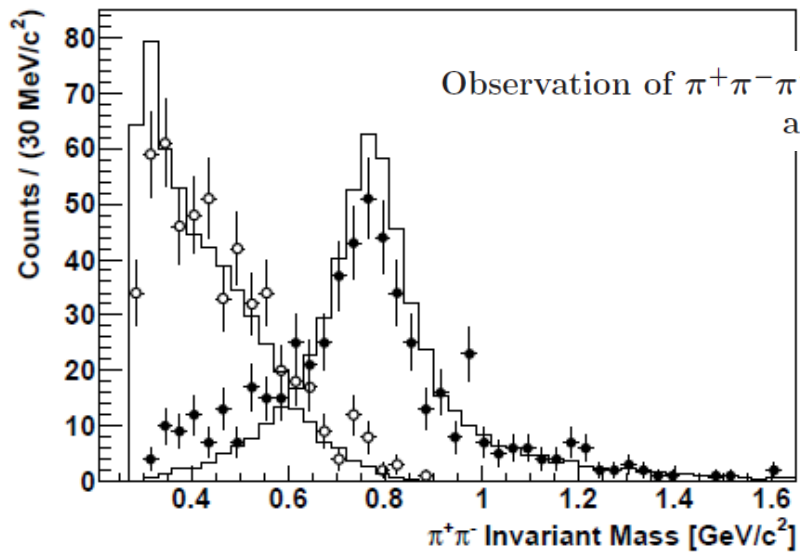 Observation of π⁺π⁻π
a
Counts / (30 MeV/c²)
80
70
60
50
40
30
20
10
0
0.4 0.6 0.8 1 1.2 1.4 1.6
π⁺π⁻ Invariant Mass [GeV/c²]